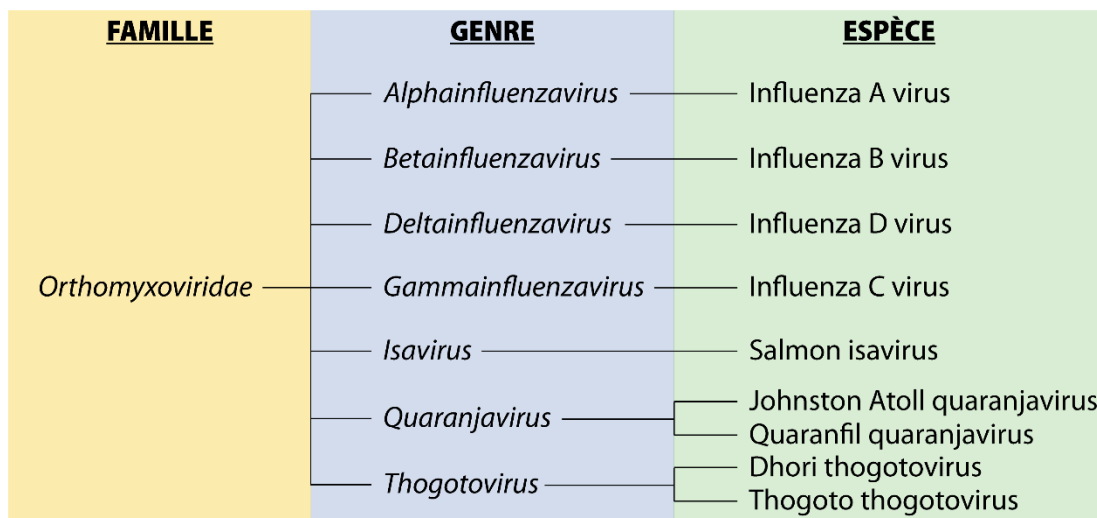 FAMILLE GENRE ESPÈCE
Alphainfluenzavirus Influenza A virus
Betainfluenzavirus Influenza B virus
Deltainfluenzavirus Influenza D virus
Orthomyxoviridae Gammainfluenzavirus Influenza C virus
Isavirus Salmon isavirus
Johnston Atoll quaranjavirus
Quaranjavirus
Quaranfil quaranjavirus
Dhori thogotovirus
Thogotovirus
Thogoto thogotovirus